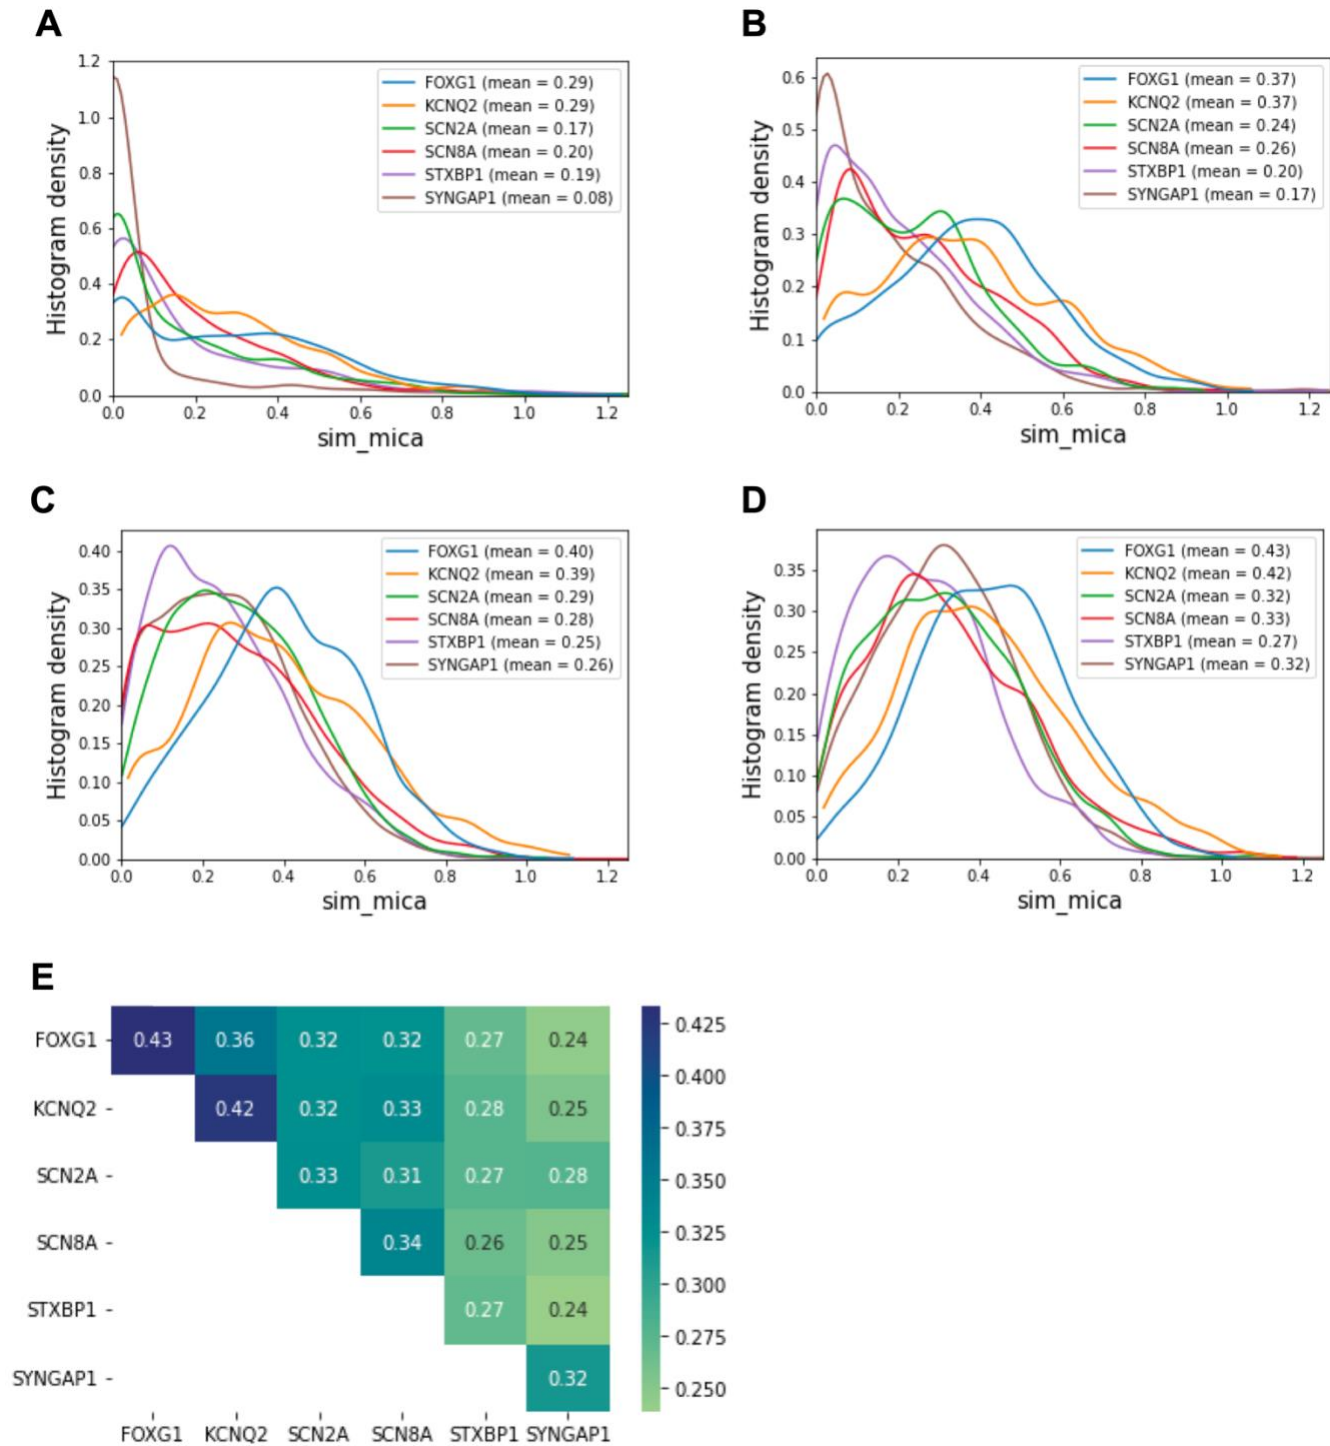 A
1.2
1.0
0.8
0.6
0.4
0.2
0.0
Histogram density
FOXG1 (mean = 0.29)
KCNQ2 (mean = 0.29)
SCN2A (mean = 0.17)
SCN8A (mean = 0.20)
STXBP1 (mean = 0.19)
SYNGAP1 (mean = 0.08)
0.0 0.2 0.4 0.6 0.8 1.0 1.2
sim_mica
B
0.6
0.5
0.4
0.3
0.2
0.1
0.0
Histogram density
FOXG1 (mean = 0.37)
KCNQ2 (mean = 0.37)
SCN2A (mean = 0.24)
SCN8A (mean = 0.26)
STXBP1 (mean = 0.20)
SYNGAP1 (mean = 0.17)
0.0 0.2 0.4 0.6 0.8 1.0 1.2
sim_mica
C
0.40
0.35
0.30
0.25
0.20
0.15
0.10
0.05
0.00
Histogram density
FOXG1 (mean = 0.40)
KCNQ2 (mean = 0.39)
SCN2A (mean = 0.29)
SCN8A (mean = 0.28)
STXBP1 (mean = 0.25)
SYNGAP1 (mean = 0.26)
0.0 0.2 0.4 0.6 0.8 1.0 1.2
sim_mica
D
0.35
0.30
0.25
0.20
0.15
0.10
0.05
0.00
Histogram density
FOXG1 (mean = 0.43)
KCNQ2 (mean = 0.42)
SCN2A (mean = 0.32)
SCN8A (mean = 0.33)
STXBP1 (mean = 0.27)
SYNGAP1 (mean = 0.32)
0.0 0.2 0.4 0.6 0.8 1.0 1.2
sim_mica
E
FOXG1 0.43 0.36 0.32 0.32 0.27 0.24
KCNQ2 0.42 0.32 0.33 0.28 0.25
SCN2A 0.33 0.31 0.27 0.28
SCN8A 0.34 0.26 0.25
STXBP1 0.27 0.24
SYNGAP1 0.32
FOXG1 KCNQ2 SCN2A SCN8A STXBP1 SYNGAP1
0.425
0.400
0.375
0.350
0.325
0.300
0.275
0.250